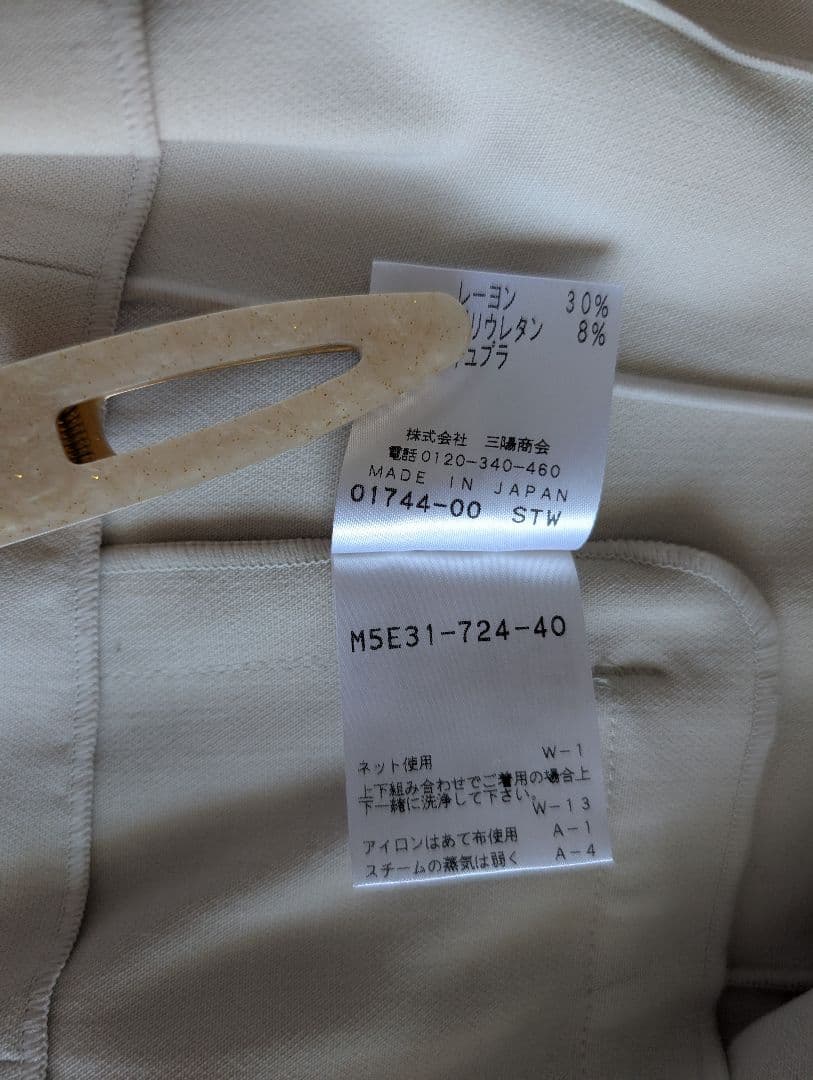 レーヨン 30%
リウレタン 8%
ュプラ
株式会社 三陽商会
電話0120-340-460
MADE IN JAPAN
01744-00 STW
M5E31-724-40
ネット使用 W-1
上下組み合わせでご着用の場合上
下一緒に洗浄して下さい。
W-13
アイロンはあて布使用 A-1
スチームの蒸気は弱く A-4